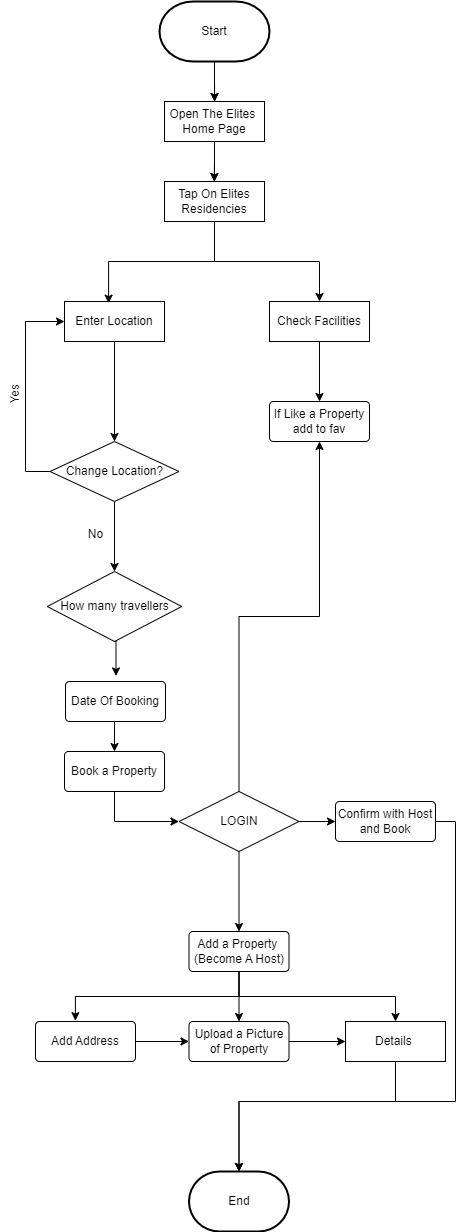 Start
Open The Elites
Home Page
Tap On Elites
Residencies
Enter Location
Check Facilities
Yes
If Like a Property
add to fav
Change Location?
No
How many travellers
Date Of Booking
Book a Property
LOGIN
Confirm with Host
and Book
Add a Property
(Become A Host)
Add Address
Upload a Picture
of Property
Details
End